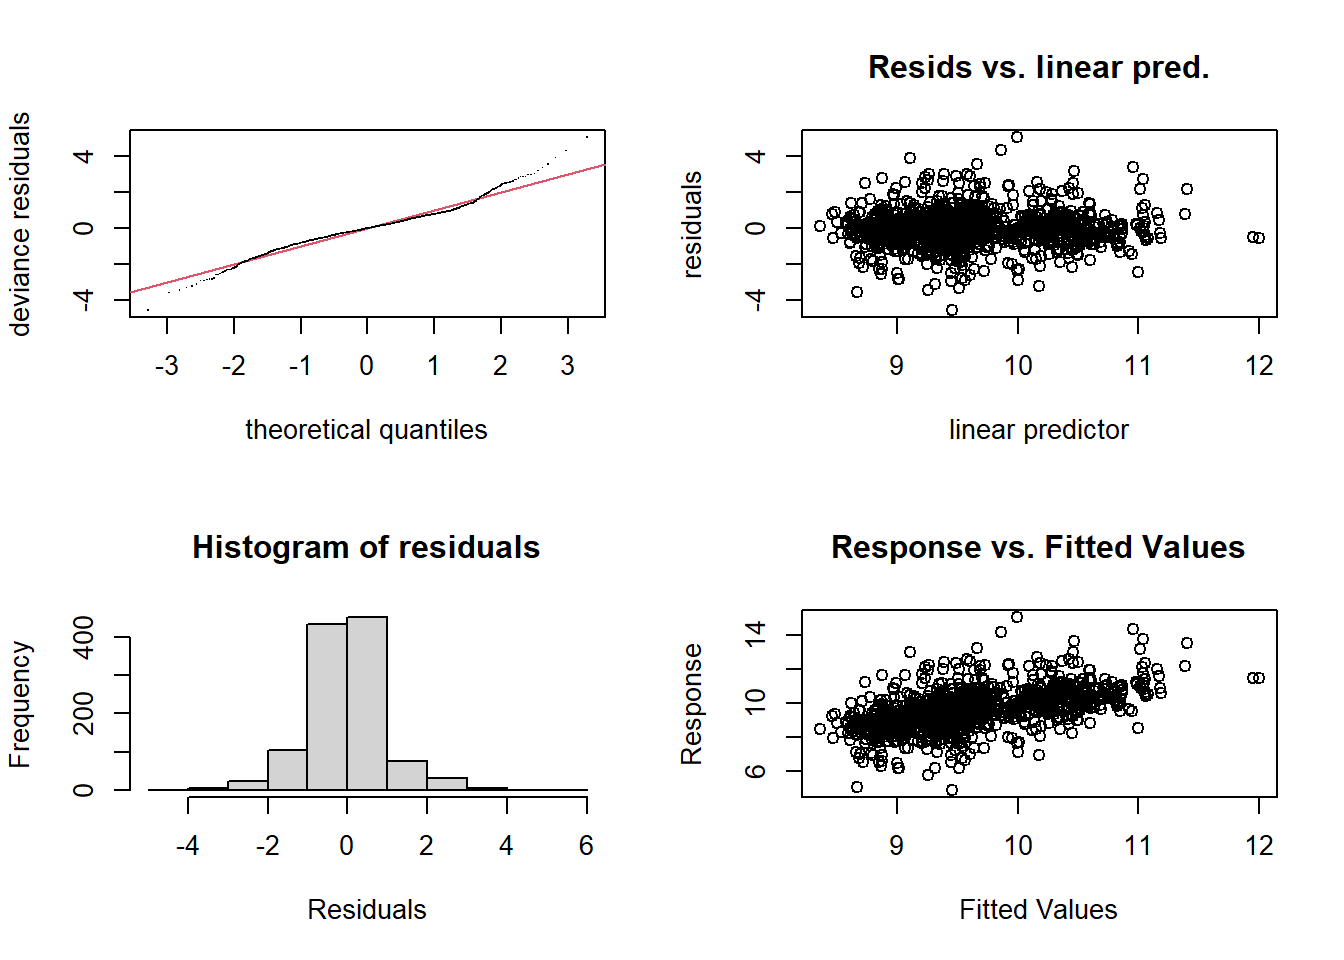 deviance residuals
4
0
-4
-3 -2 -1 0 1 2 3
theoretical quantiles
Resids vs. linear pred.
residuals
4
0
-4
9 10 11 12
linear predictor
Histogram of residuals
Frequency
400
200
0
-4 -2 0 2 4 6
Residuals
Response vs. Fitted Values
Response
14
10
6
9 10 11 12
Fitted Values